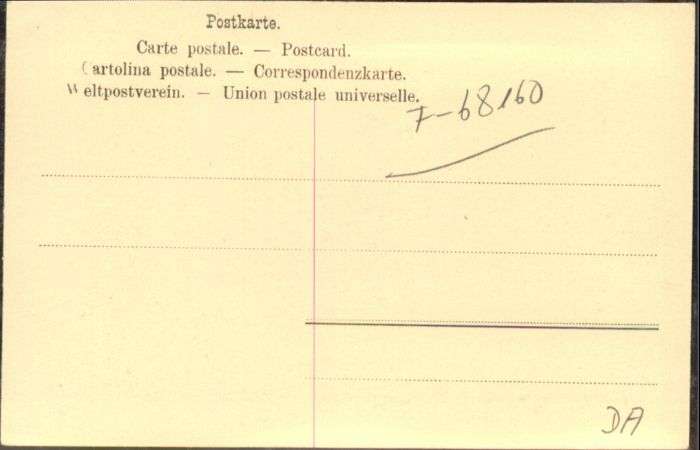 Postkarte.
Carte postale. — Postcard.
Cartolina postale. — Correspondenzkarte.
Weltpostverein. — Union postale universelle.
7-68160
DA